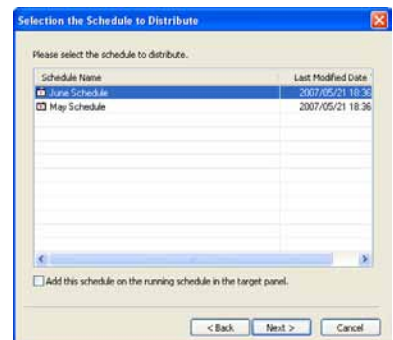 Selection the Schedule to Distribute
Please select the schedule to distribute.
Schedule Name Last Modified Date
June Schedule 2007/05/21 18:36
May Schedule 2007/05/21 18:36
Add this schedule on the running schedule in the target panel.
< Back Next > Cancel